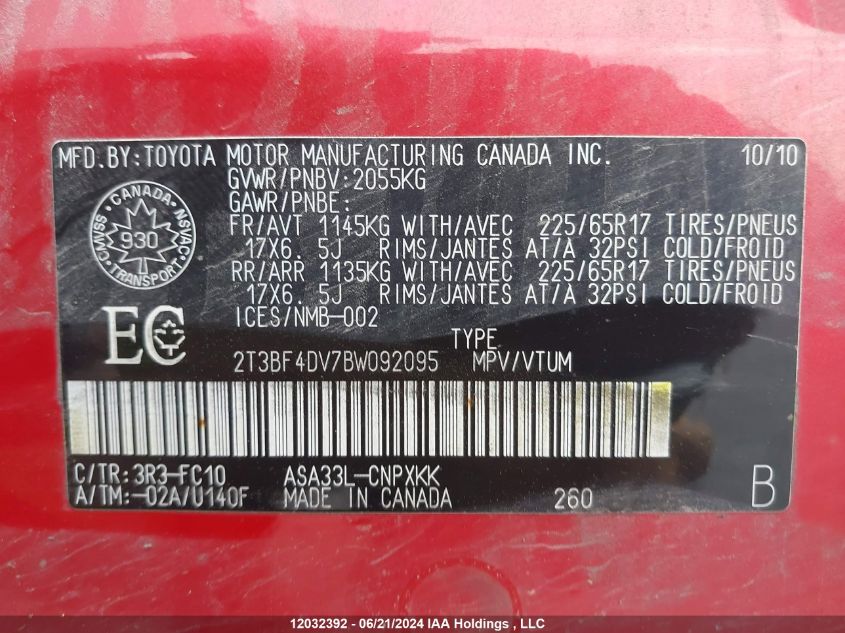 MFD.BY:TOYOTA MOTOR MANUFACTURING CANADA INC. 10/10
GVWR/PNBV:2055KG
GAWR/PNBE:
FR/AVT 1145KG WITH/AVEC 225/65R17 TIRES/PNEUS
17X6.5J RIMS/JANTES AT/A 32PSI COLD/FROID
RR/ARR 1135KG WITH/AVEC 225/65R17 TIRES/PNEUS
17X6.5J RIMS/JANTES AT/A 32PSI COLD/FROID
ICES/NMB-002
CANADA
CMVSS 930 NSVAC
TRANSPORT
EC
TYPE
2T3BF4DV7BW092095 MPV/VTUM
C/TR:3R3-FC10 ASA33L-CNPXKK
A/TM:-02A/U140F MADE IN CANADA 260 B
12032392 - 06/21/2024 IAA Holdings , LLC